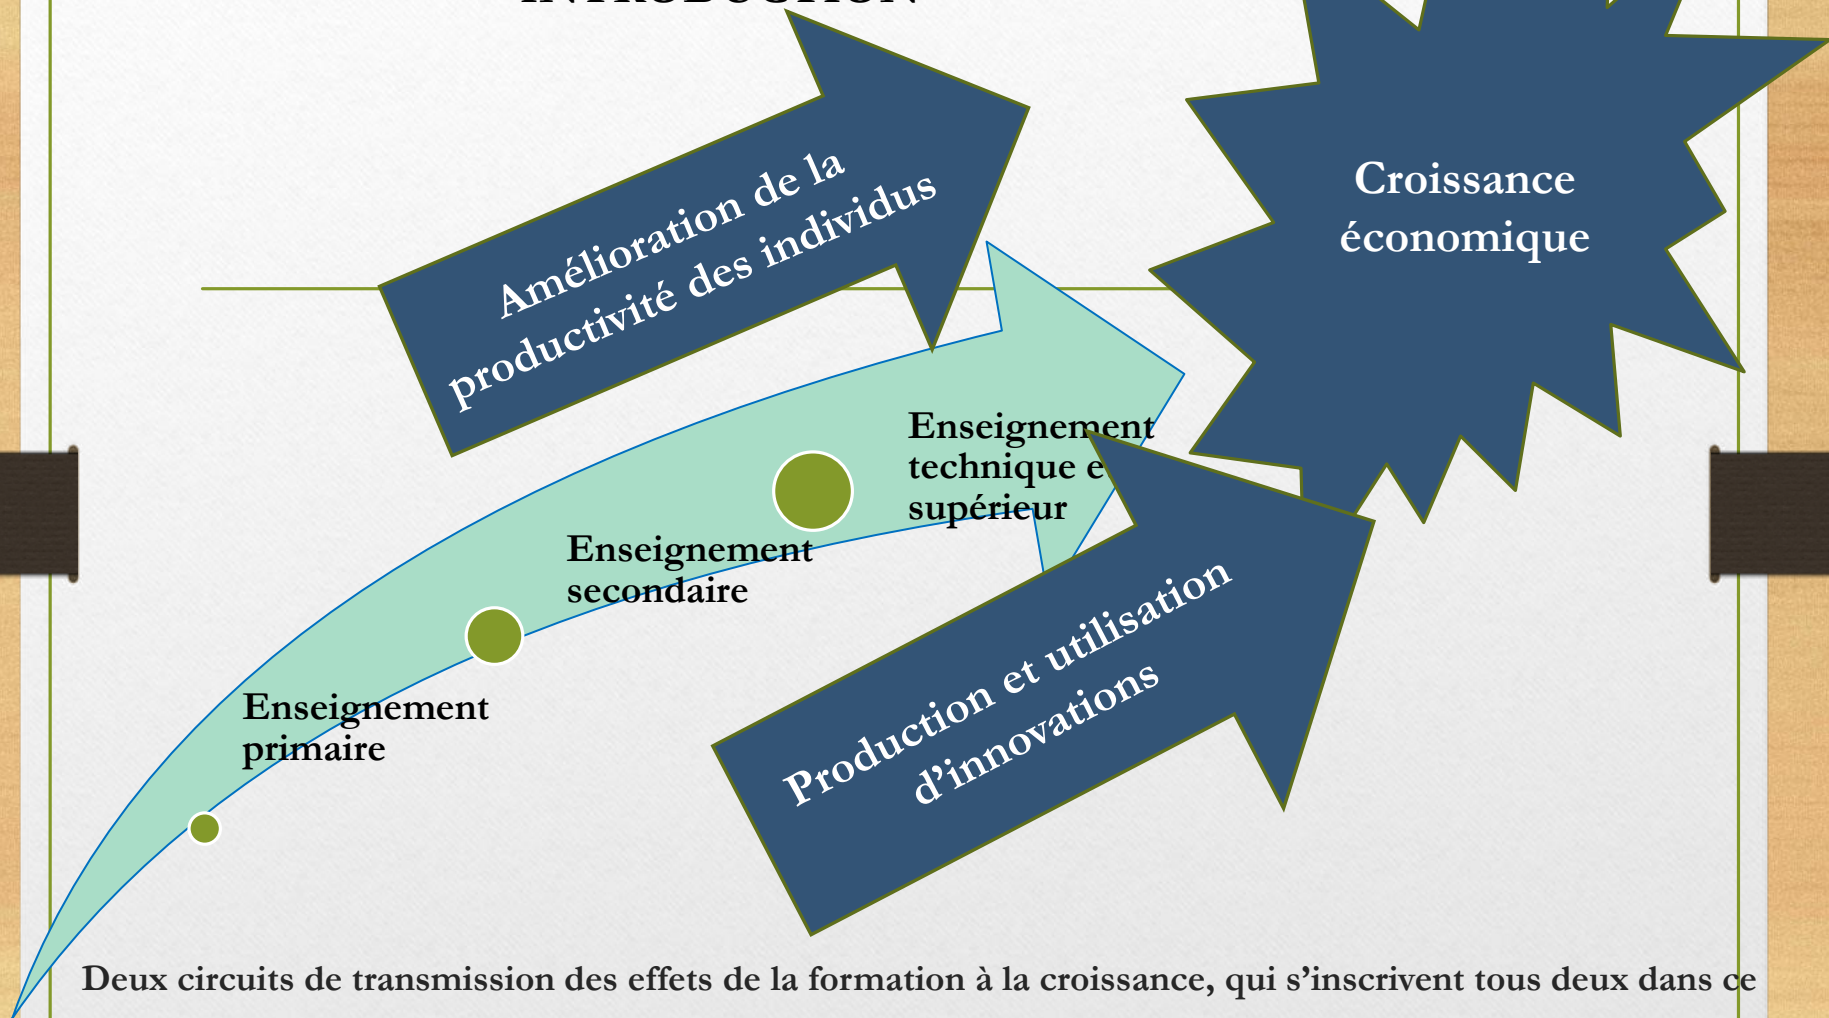 INTRODUCTION
Amélioration de la
productivité des individus
Croissance
économique
Enseignement
technique e
supérieur
Enseignement
secondaire
Enseignement
primaire
Production et utilisation
d’innovations
Deux circuits de transmission des effets de la formation à la croissance, qui s’inscrivent tous deux dans ce